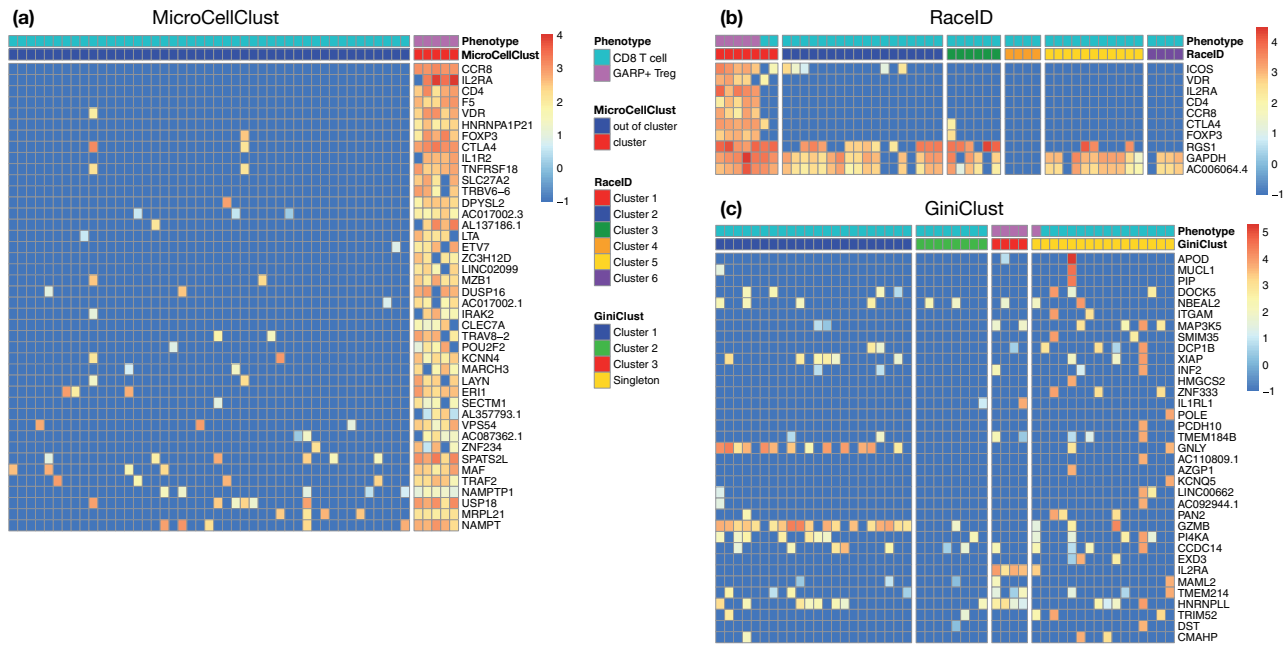 (a) MicroCellClust
Phenotype
MicroCellClust
CCR8
IL2RA
CD4
F5
VDR
HNRNPA1P21
FOXP3
CTLA4
IL1R2
TNFRSF18
SLC27A2
TRBV6−6
DPYSL2
AC017002.3
AL137186.1
LTA
ETV7
ZC3H12D
LINC02099
MZB1
DUSP16
AC017002.1
IRAK2
CLEC7A
TRAV8−2
POU2F2
KCNN4
MARCH3
LAYN
ERI1
SECTM1
AL357793.1
VPS54
AC087362.1
ZNF234
SPATS2L
MAF
TRAF2
NAMPTP1
USP18
MRPL21
NAMPT
4
3
2
1
0
−1
Phenotype
CD8 T cell
GARP+ Treg
MicroCellClust
out of cluster
cluster
RaceID
Cluster 1
Cluster 2
Cluster 3
Cluster 4
Cluster 5
Cluster 6
GiniClust
Cluster 1
Cluster 2
Cluster 3
Singleton
(b) RaceID
Phenotype
RaceID
ICOS
VDR
IL2RA
CD4
CCR8
CTLA4
FOXP3
RGS1
GAPDH
AC006064.4
4
3
2
1
0
−1
(c) GiniClust
Phenotype
GiniClust
APOD
MUCL1
PIP
DOCK5
NBEAL2
ITGAM
MAP3K5
SMIM35
DCP1B
XIAP
INF2
HMGCS2
ZNF333
IL1RL1
POLE
PCDH10
TMEM184B
GNLY
AC110809.1
AZGP1
KCNQ5
LINC00662
AC092944.1
PAN2
GZMB
PI4KA
CCDC14
EXD3
IL2RA
MAML2
TMEM214
HNRNPLL
TRIM52
DST
CMAHP
5
4
3
2
1
0
−1